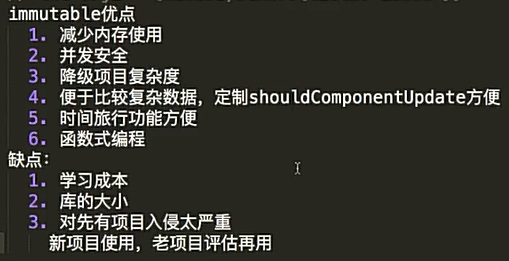 immutable优点
1. 减少内存使用
2. 并发安全
3. 降级项目复杂度
4. 便于比较复杂数据，定制shouldComponentUpdate方便
5. 时间旅行功能方便
6. 函数式编程
缺点：
1. 学习成本
2. 库的大小
3. 对先有项目入侵太严重
新项目使用，老项目评估再用